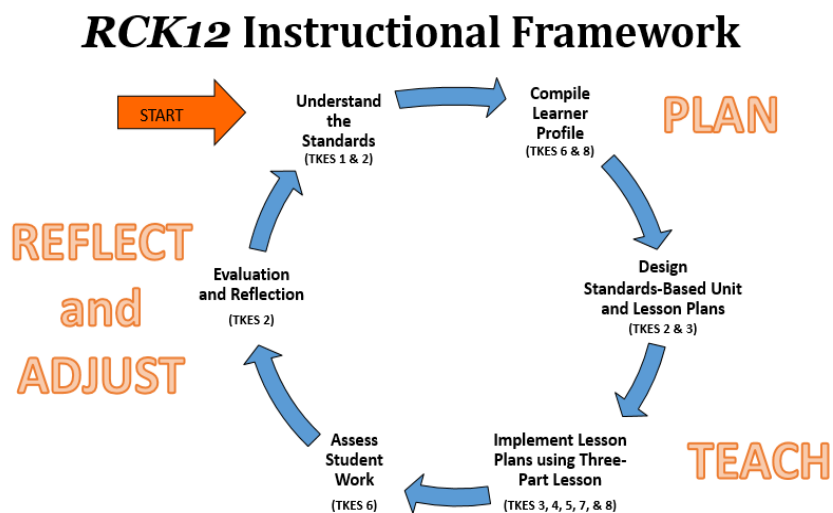 RCK12 Instructional Framework
START
Understand
the
Standards
(TKES 1 & 2)
Compile
Learner
Profile
(TKES 6 & 8)
PLAN
Design
Standards-Based Unit
and Lesson Plans
(TKES 2 & 3)
TEACH
Implement Lesson
Plans using Three-
Part Lesson
(TKES 3, 4, 5, 7, & 8)
Assess
Student
Work
(TKES 6)
Evaluation
and Reflection
(TKES 2)
REFLECT
and
ADJUST